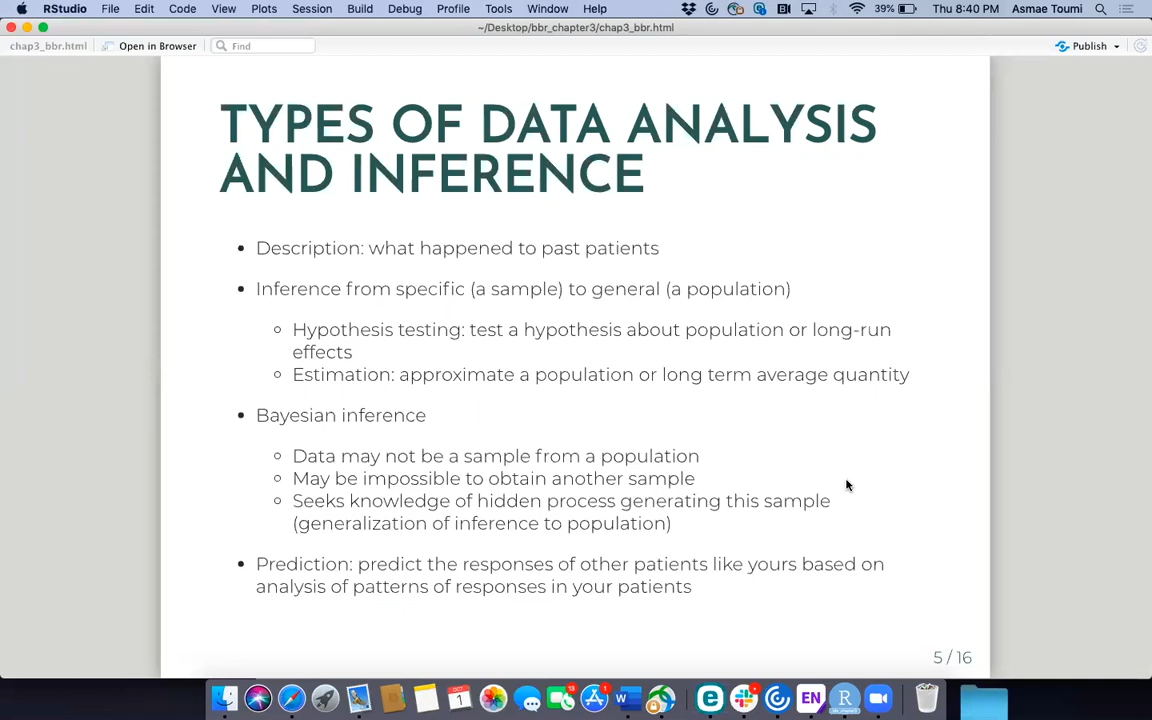 RStudio File Edit Code View Plots Session Build Debug Profile Tools Window Help 39% Thu 8:40 PM Asmae Toumi
~/Desktop/bbr_chapter3/chap3_bbr.html
chap3_bbr.html Open in Browser Find Publish
TYPES OF DATA ANALYSIS
AND INFERENCE
• Description: what happened to past patients
• Inference from specific (a sample) to general (a population)
○ Hypothesis testing: test a hypothesis about population or long-run
effects
○ Estimation: approximate a population or long term average quantity
• Bayesian inference
○ Data may not be a sample from a population
○ May be impossible to obtain another sample
○ Seeks knowledge of hidden process generating this sample
(generalization of inference to population)
• Prediction: predict the responses of other patients like yours based on
analysis of patterns of responses in your patients
5 / 16
OCT
1 1 W e EN R